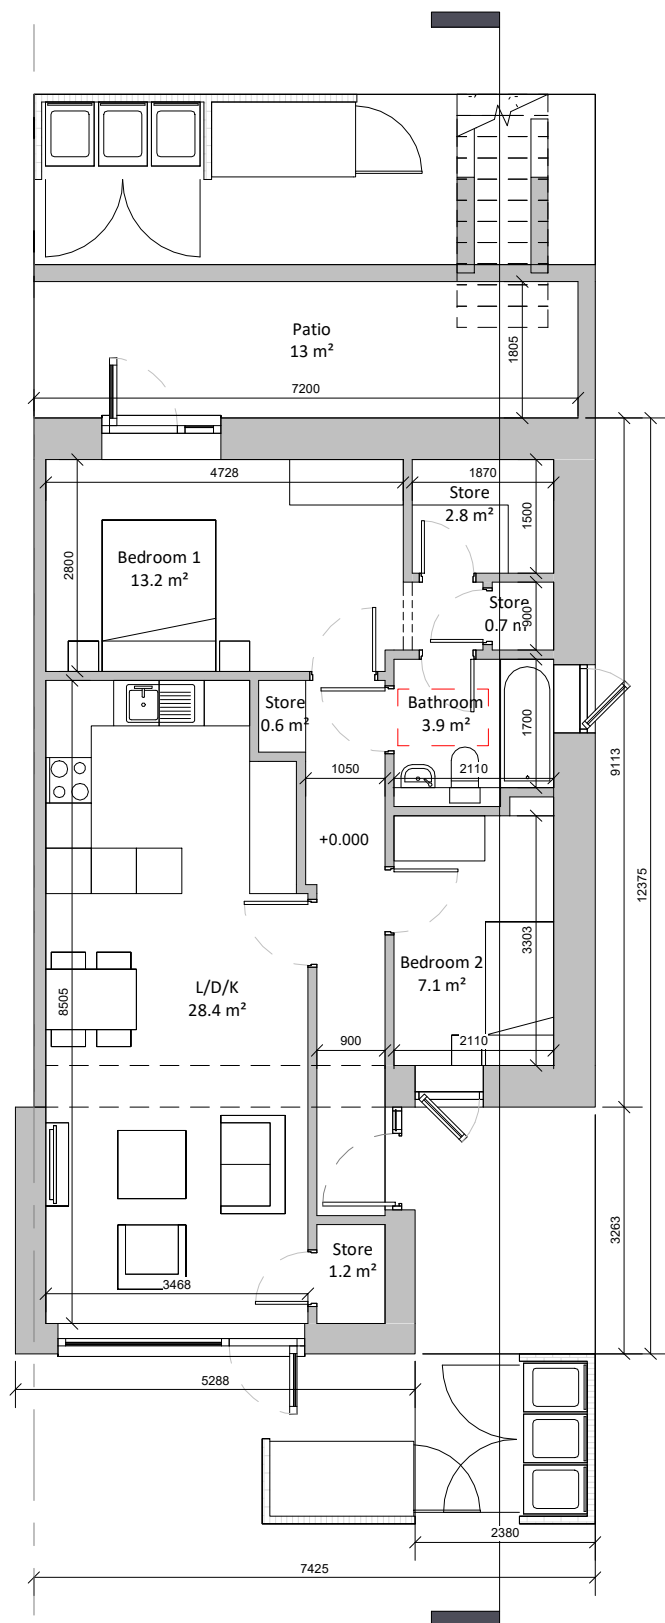 Patio
13 m²
1805
7200
4728
1870
Store
2.8 m²
1500
2800
Bedroom 1
13.2 m²
Store
0.7 m²
900
Store
0.6 m²
Bathroom
3.9 m²
1700
9113
1050
2110
+0.000
12375
3303
Bedroom 2
7.1 m²
L/D/K
28.4 m²
8505
900
2110
3263
Store
1.2 m²
3468
5288
2380
7425